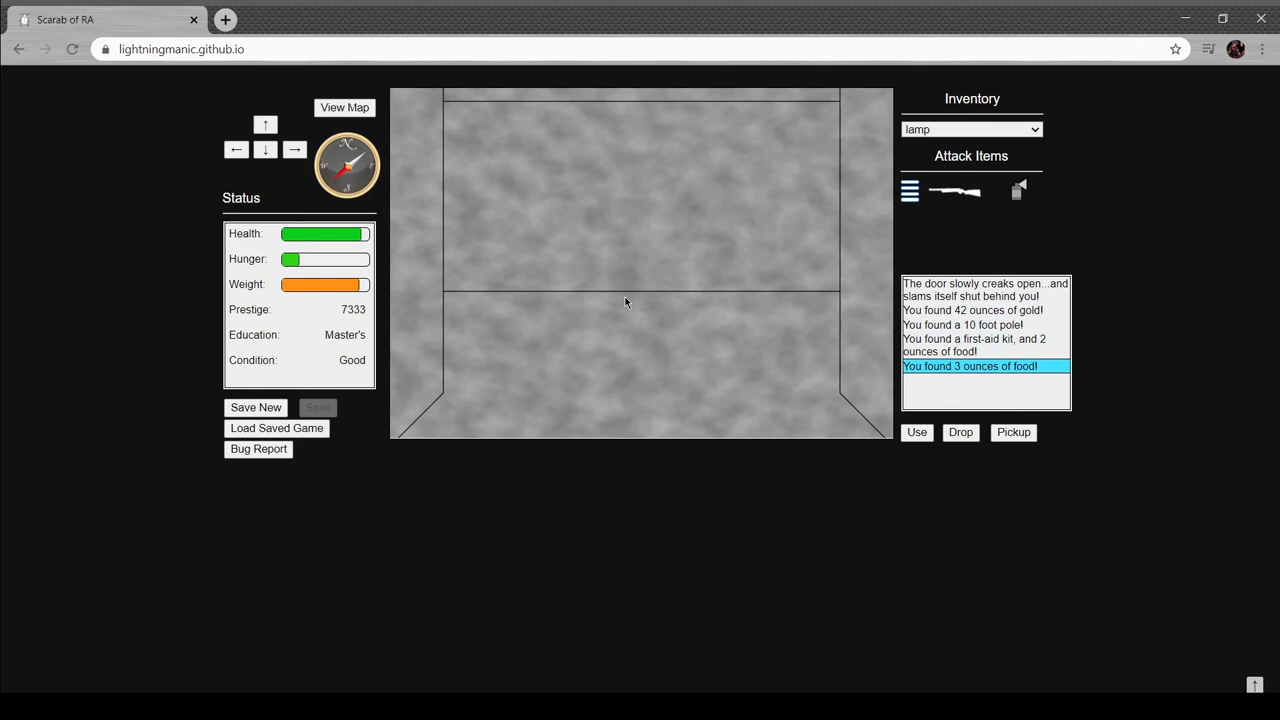 Scarab of RA
lightningmanic.github.io
View Map
Inventory
lamp
Attack Items
N
W
E
S
Status
Health:
Hunger:
Weight:
Prestige: 7333
Education: Master's
Condition: Good
The door slowly creaks open...and
slams itself shut behind you!
You found 42 ounces of gold!
You found a 10 foot pole!
You found a first-aid kit, and 2
ounces of food!
You found 3 ounces of food!
Save New Save
Load Saved Game
Bug Report
Use Drop Pickup